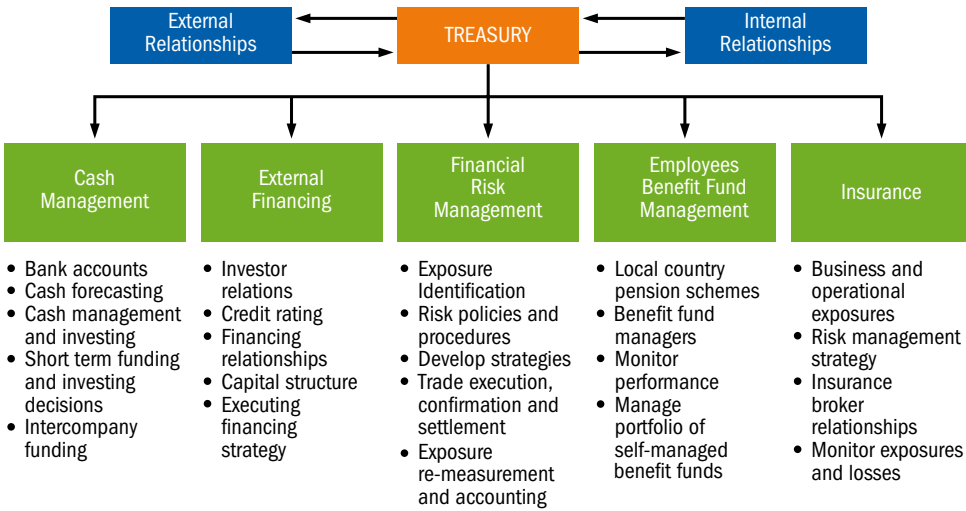 External
Relationships
TREASURY
Internal
Relationships
Cash
Management
External
Financing
Financial
Risk
Management
Employees
Benefit Fund
Management
Insurance
• Bank accounts
• Cash forecasting
• Cash management
and investing
• Short term funding
and investing
decisions
• Intercompany
funding
• Investor
relations
• Credit rating
• Financing
relationships
• Capital structure
• Executing
financing
strategy
• Exposure
Identification
• Risk policies and
procedures
• Develop strategies
• Trade execution,
confirmation and
settlement
• Exposure
re-measurement
and accounting
• Local country
pension schemes
• Benefit fund
managers
• Monitor
performance
• Manage
portfolio of
self-managed
benefit funds
• Business and
operational
exposures
• Risk management
strategy
• Insurance
broker
relationships
• Monitor exposures
and losses